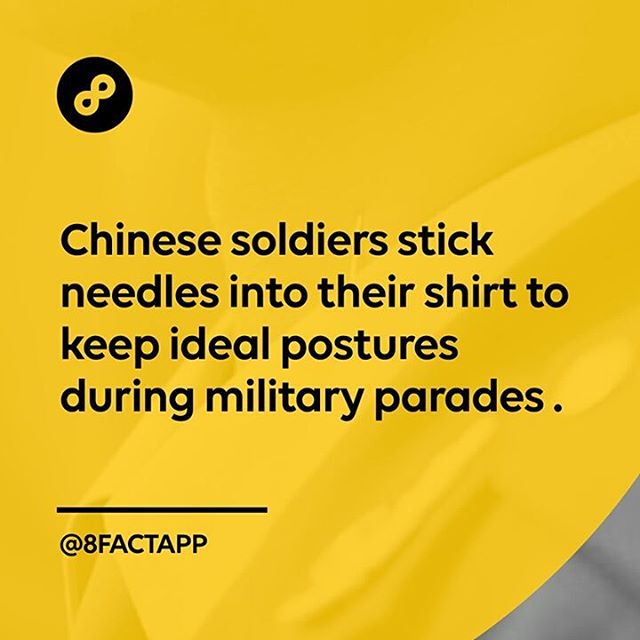 Chinese soldiers stick
needles into their shirt to
keep ideal postures
during military parades .
@8FACTAPP